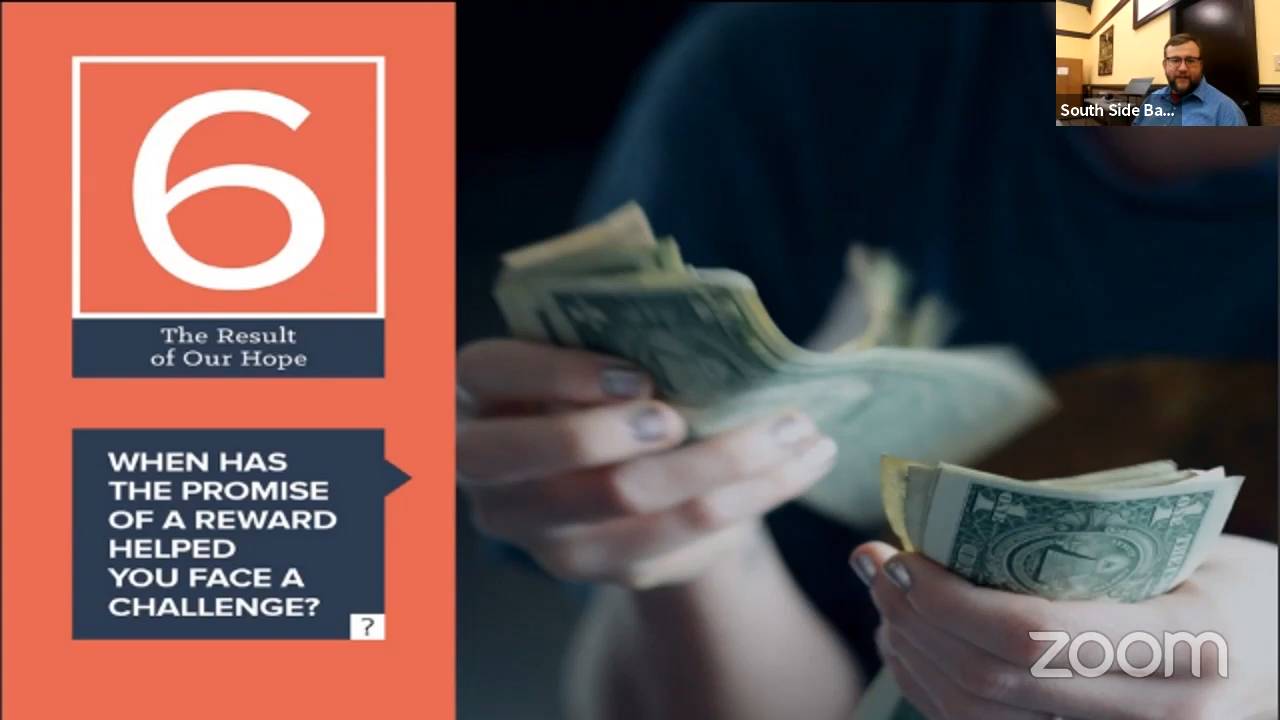 6
The Result
of Our Hope
WHEN HAS
THE PROMISE
OF A REWARD
HELPED
YOU FACE A
CHALLENGE?
?
South Side Ba...
zoom